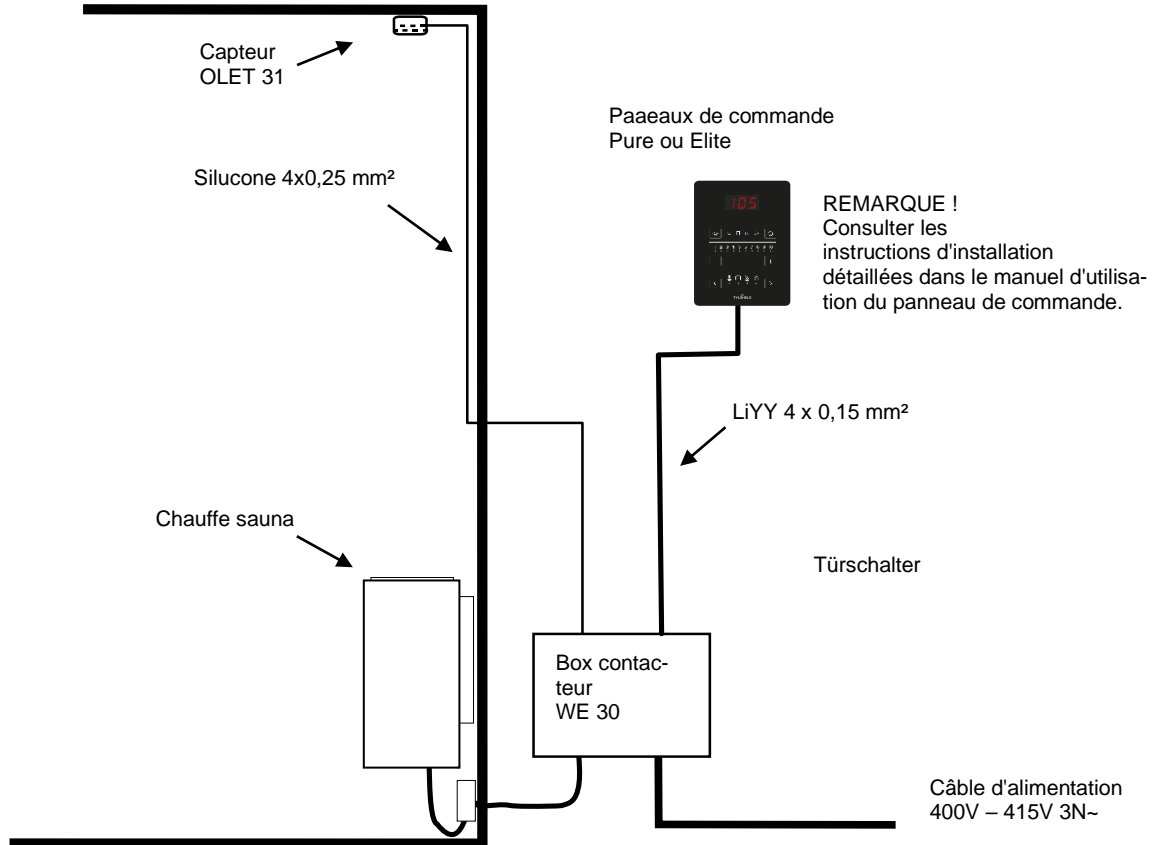 Capteur
OLET 31
Paaeaux de commande
Pure ou Elite
Silucone 4x0,25 mm²
105
REMARQUE !
Consulter les
instructions d'installation
détaillées dans le manuel d'utilisa-
tion du panneau de commande.
LiYY 4 x 0,15 mm²
Chauffe sauna
Türschalter
Box contac-
teur
WE 30
Câble d'alimentation
400V – 415V 3N~